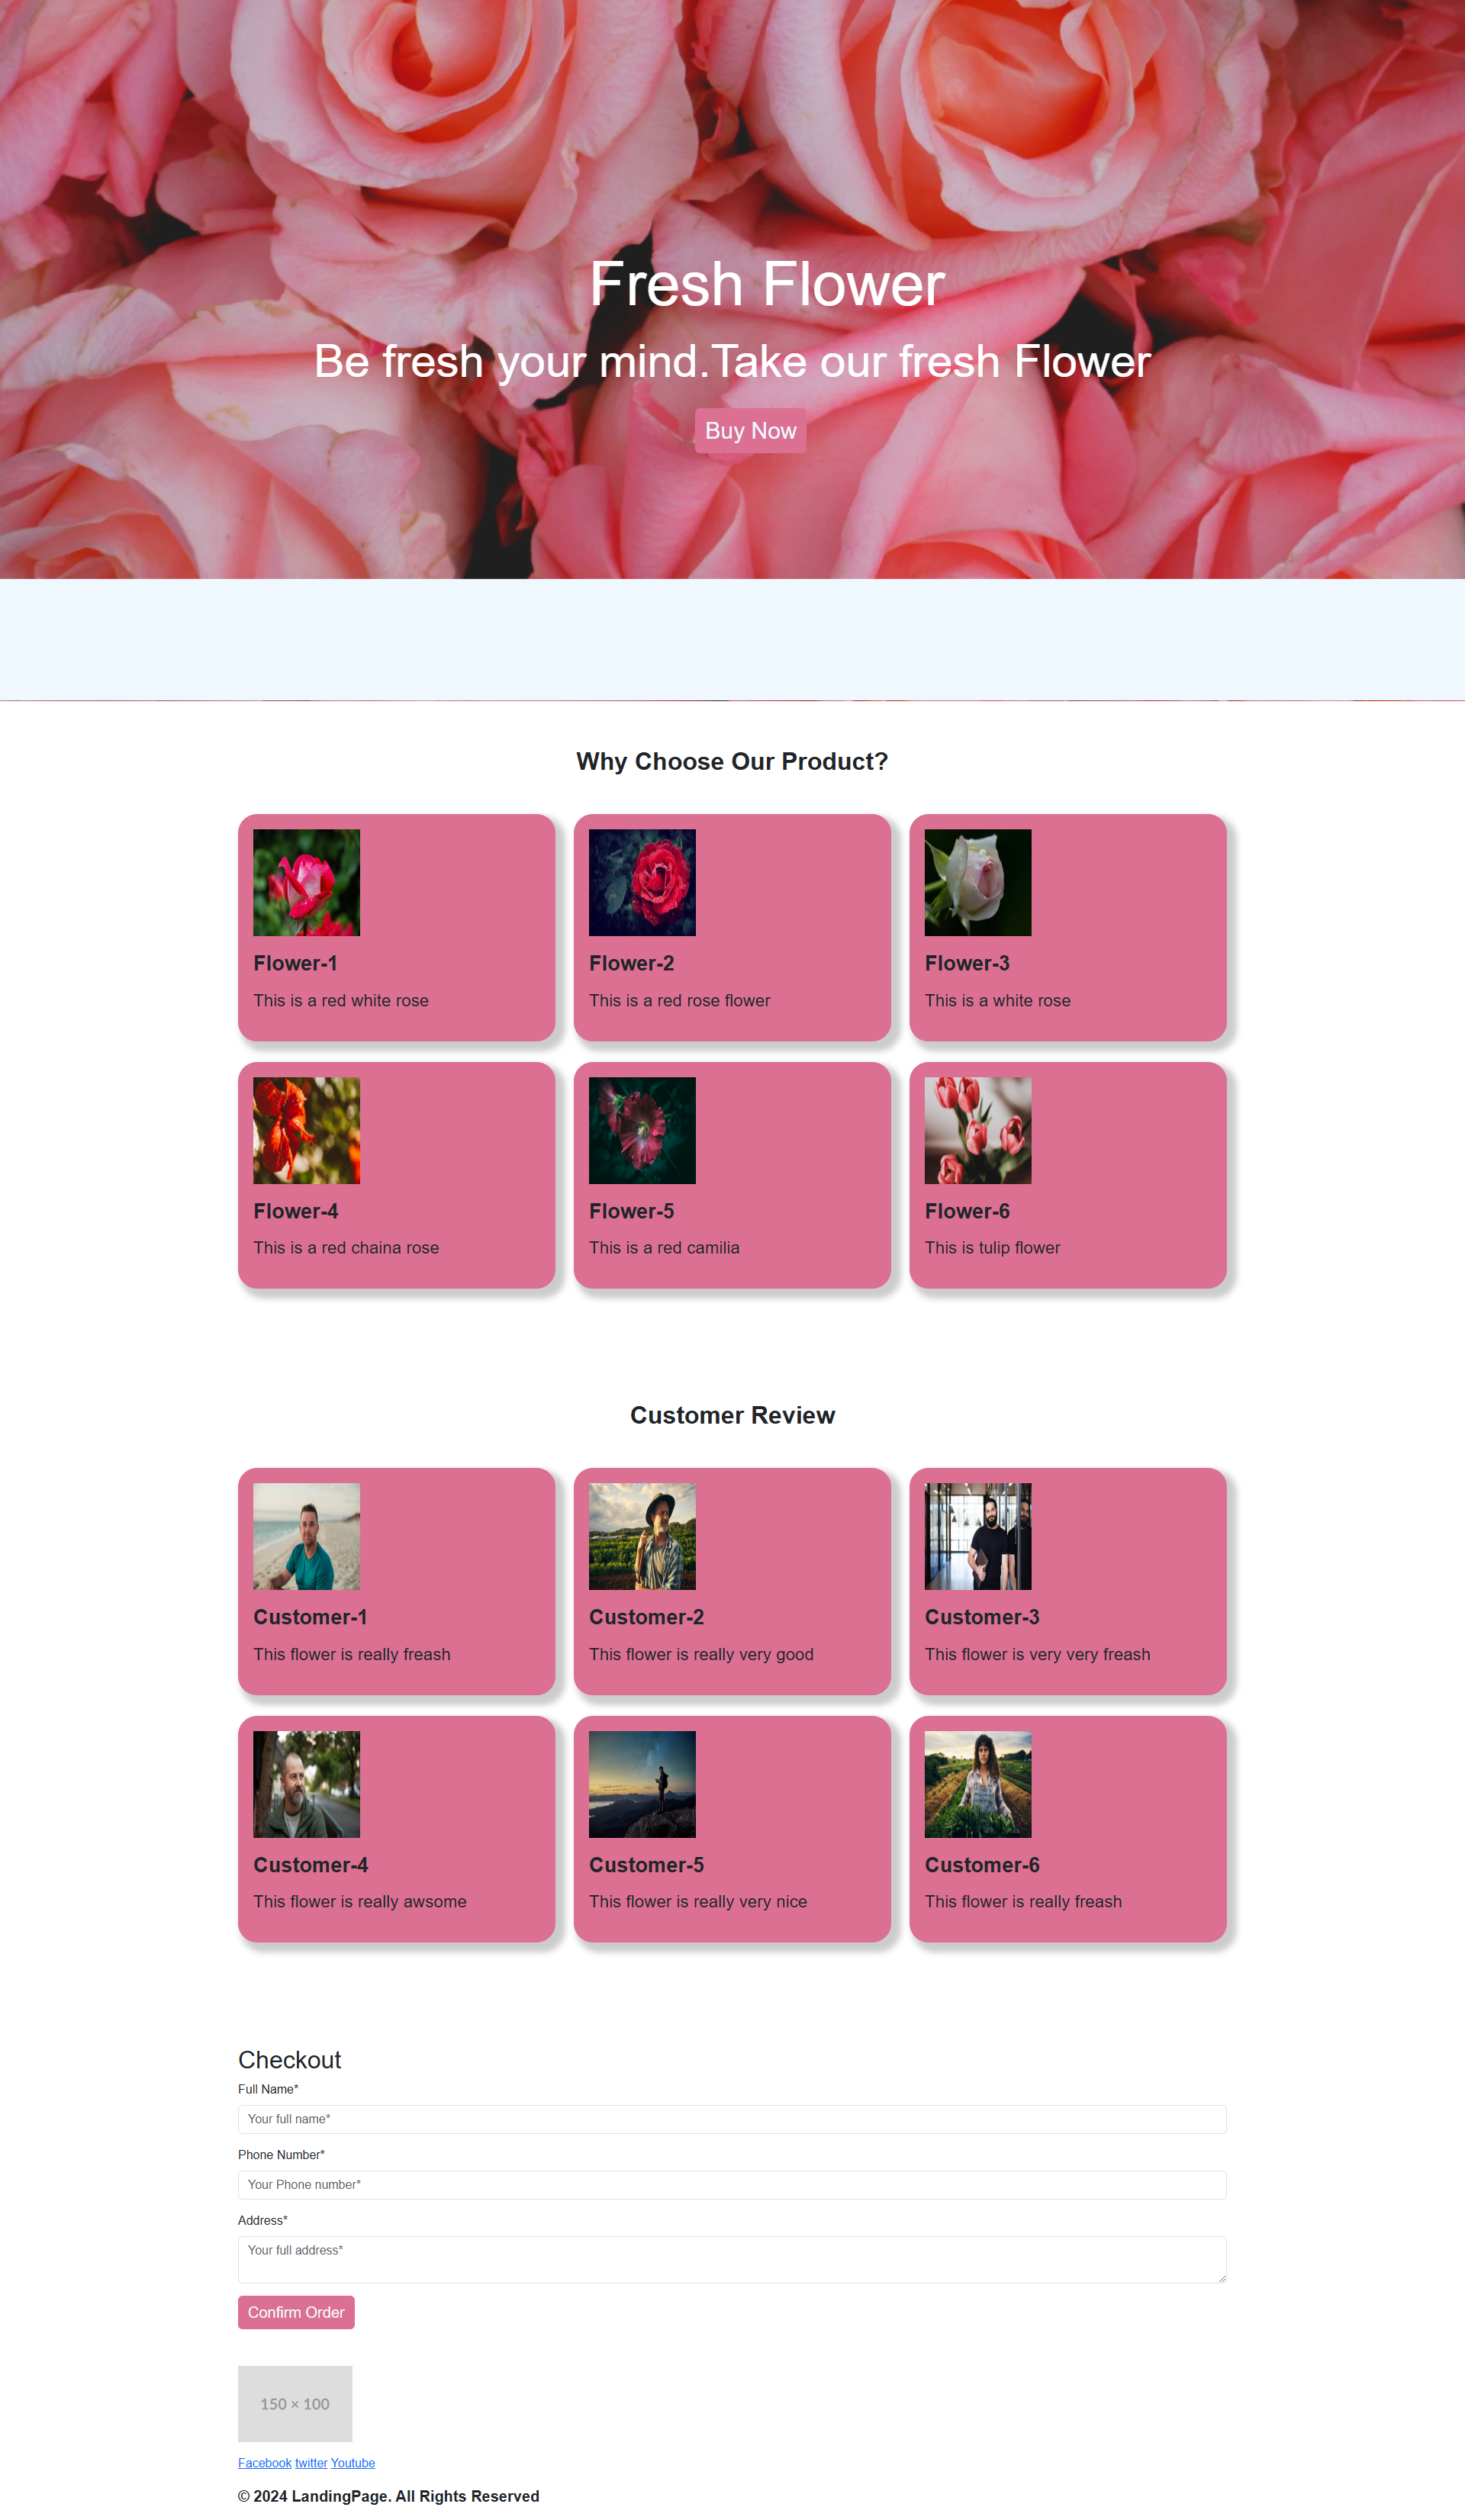 Fresh Flower
Be fresh your mind.Take our fresh Flower
Buy Now
Why Choose Our Product?
Flower-1
This is a red white rose
Flower-2
This is a red rose flower
Flower-3
This is a white rose
Flower-4
This is a red chaina rose
Flower-5
This is a red camilia
Flower-6
This is tulip flower
Customer Review
Customer-1
This flower is really freash
Customer-2
This flower is really very good
Customer-3
This flower is very very freash
Customer-4
This flower is really awsome
Customer-5
This flower is really very nice
Customer-6
This flower is really freash
Checkout
Full Name*
Your full name*
Phone Number*
Your Phone number*
Address*
Your full address*
Confirm Order
150 × 100
Facebook twitter Youtube
© 2024 LandingPage. All Rights Reserved